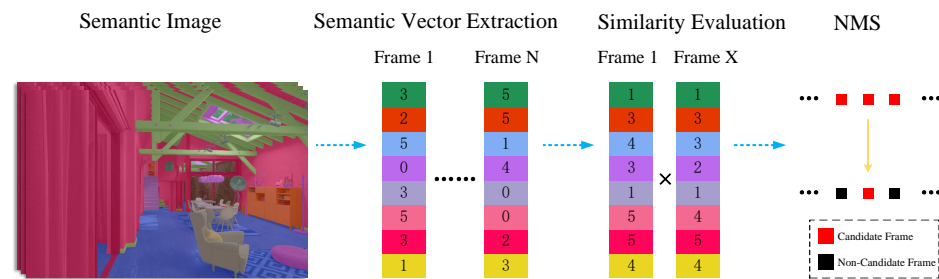 Semantic Image Semantic Vector Extraction Similarity Evaluation NMS
Frame 1 Frame N Frame 1 Frame X
3 5 1 1
2 5 3 3
5 1 4 3
0 4 3 2
...... ×
3 0 1 1
5 0 5 4
3 2 5 5
1 3 4 4
... ...
... ...
Candidate Frame
Non-Candidate Frame